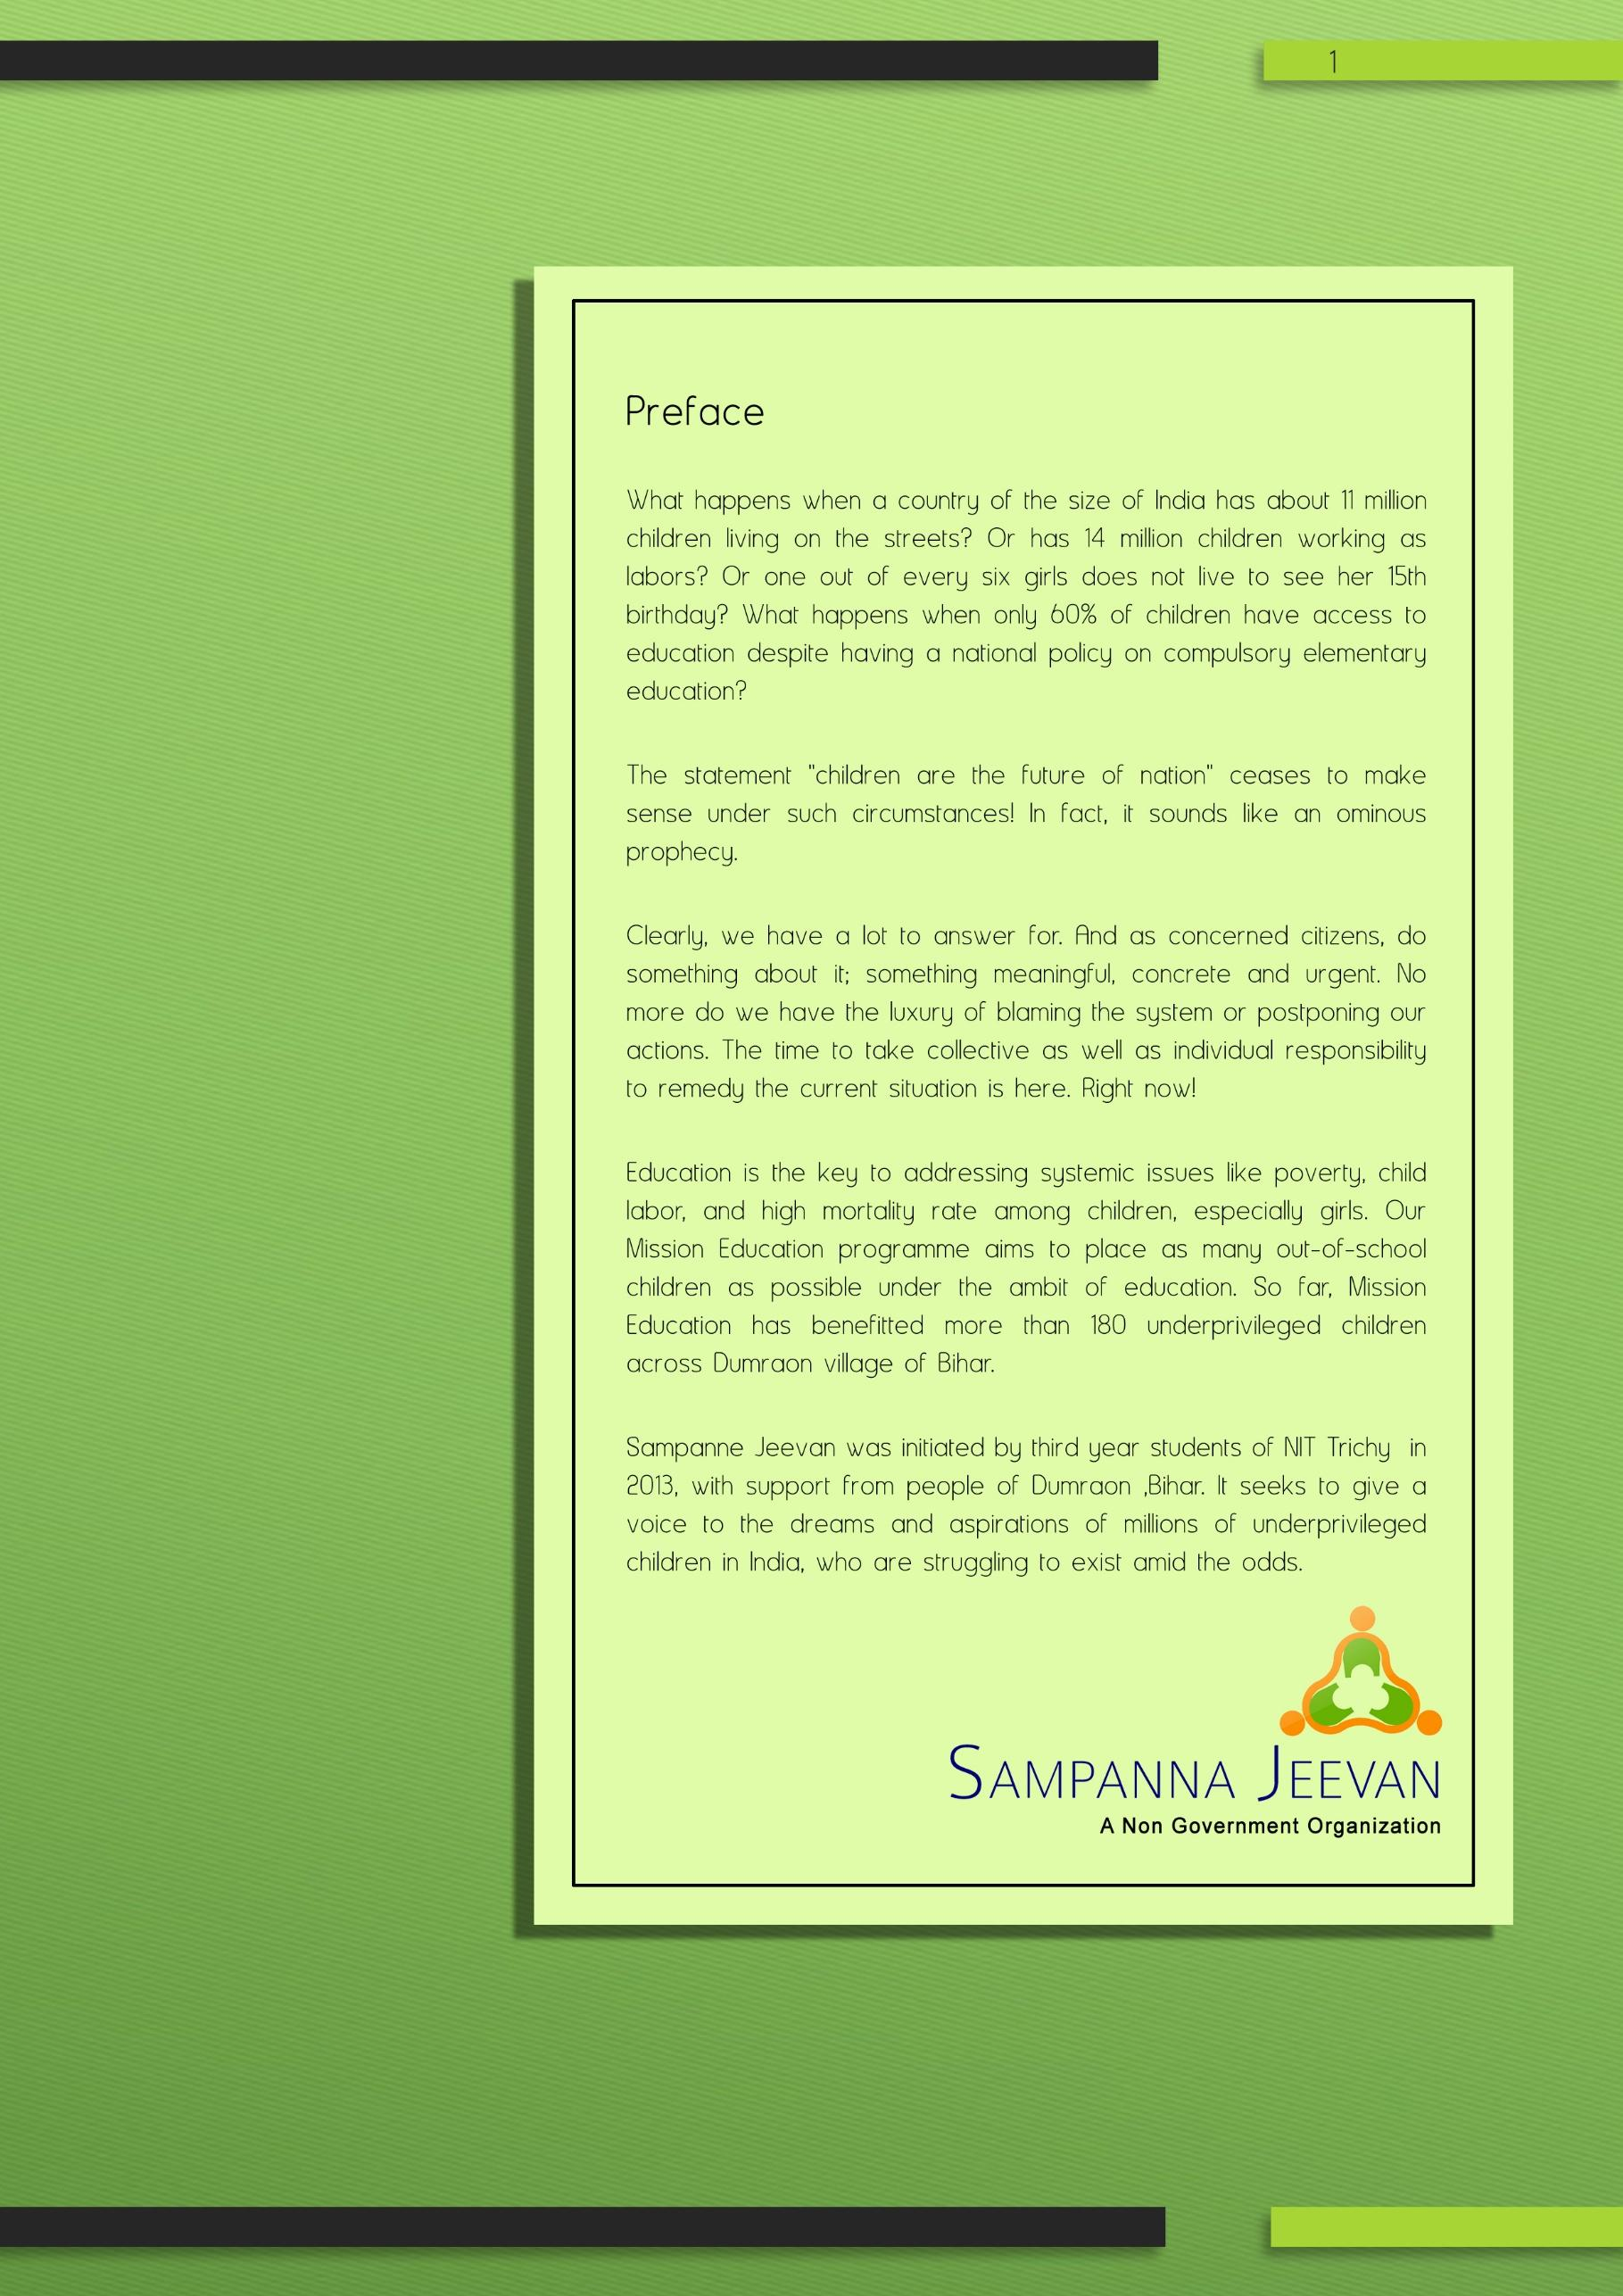 1
Preface
What happens when a country of the size of India has about 11 million
children living on the streets? Or has 14 million children working as
labors? Or one out of every six girls does not live to see her 15th
birthday? What happens when only 60% of children have access to
education despite having a national policy on compulsory elementary
education?
The statement "children are the future of nation" ceases to make
sense under such circumstances! In fact, it sounds like an ominous
prophecy.
Clearly, we have a lot to answer for. And as concerned citizens, do
something about it; something meaningful, concrete and urgent. No
more do we have the luxury of blaming the system or postponing our
actions. The time to take collective as well as individual responsibility
to remedy the current situation is here. Right now!
Education is the key to addressing systemic issues like poverty, child
labor, and high mortality rate among children, especially girls. Our
Mission Education programme aims to place as many out-of-school
children as possible under the ambit of education. So far, Mission
Education has benefitted more than 180 underprivileged children
across Dumraon village of Bihar.
Sampanne Jeevan was initiated by third year students of NIT Trichy in
2013, with support from people of Dumraon ,Bihar. It seeks to give a
voice to the dreams and aspirations of millions of underprivileged
children in India, who are struggling to exist amid the odds.
SAMPANNA JEEVAN
A Non Government Organization